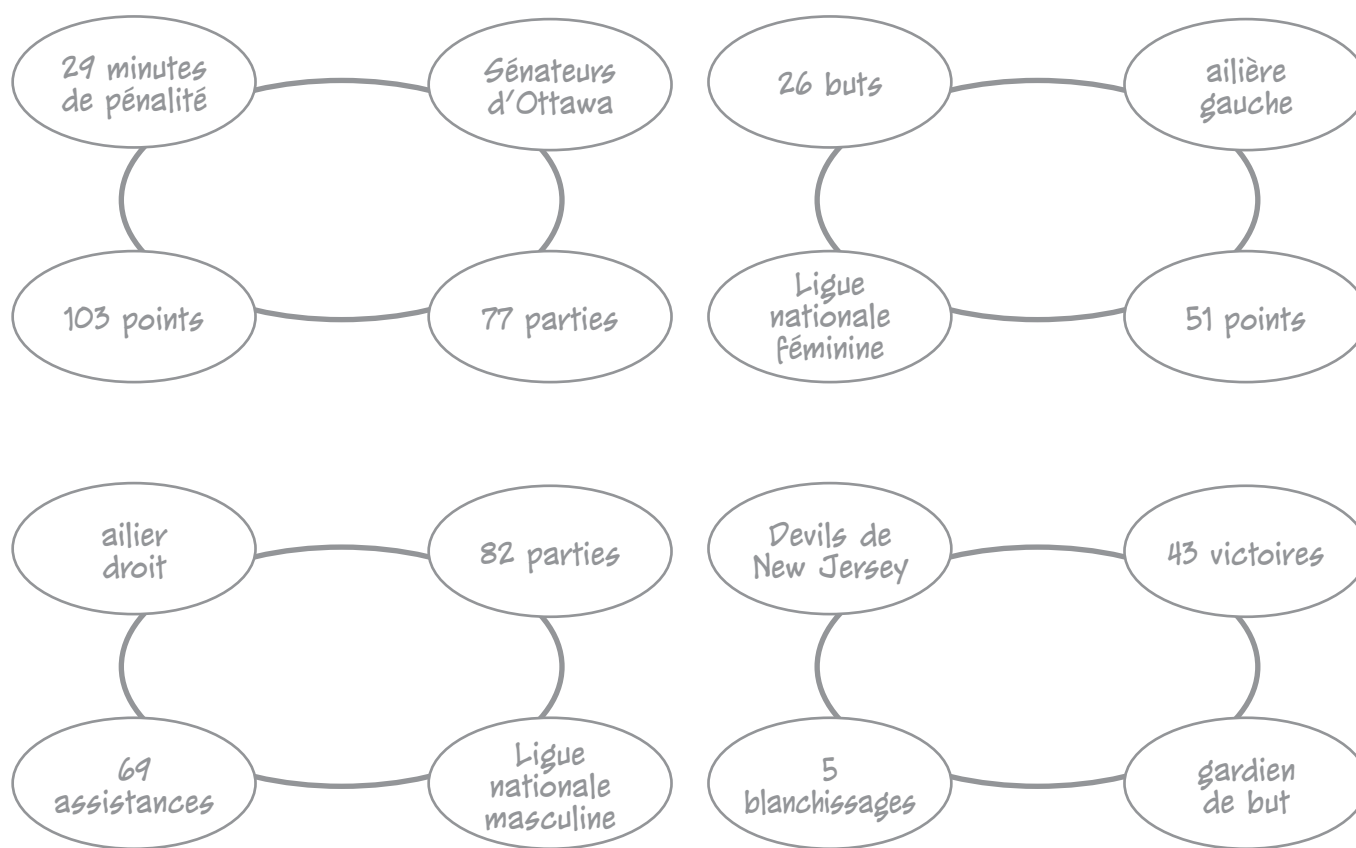 29 minutes
de pénalité
Sénateurs
d'Ottawa
103 points
77 parties
26 buts
ailière
gauche
Ligue
nationale
féminine
51 points
ailier
droit
82 parties
69
assistances
Ligue
nationale
masculine
Devils de
New Jersey
43 victoires
5
blanchissages
gardien
de but